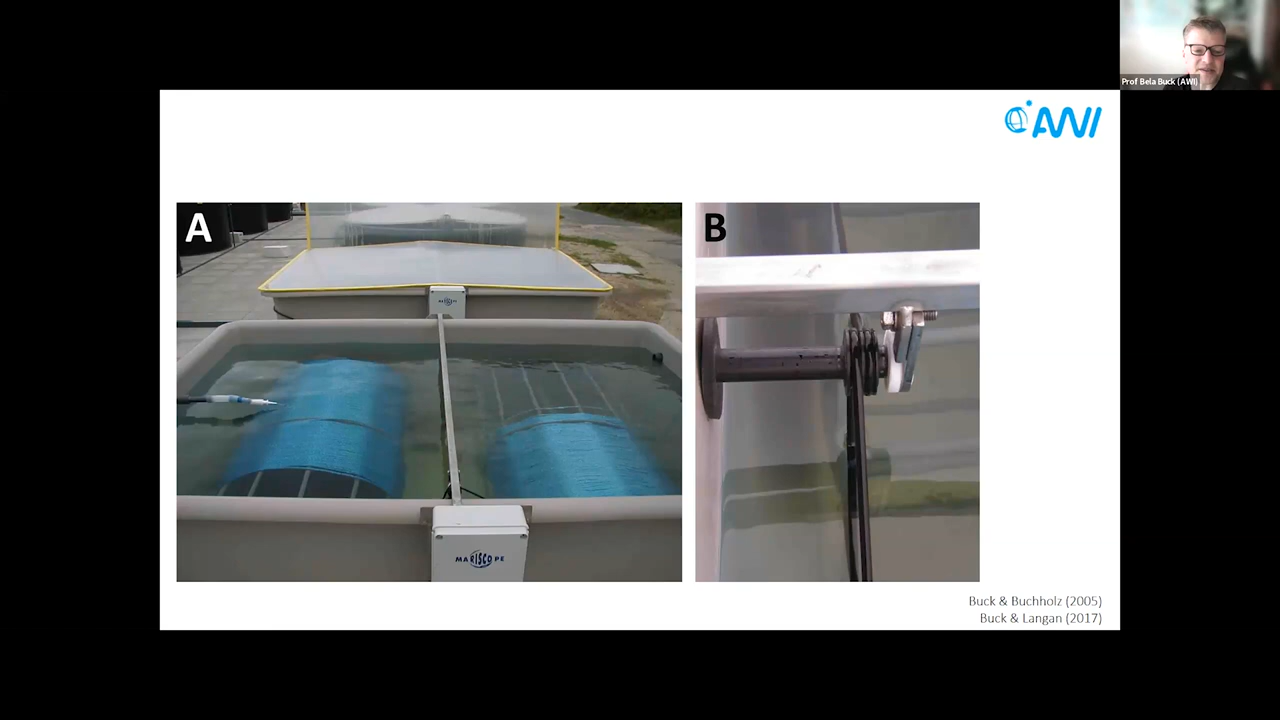 Prof Bela Buck (AWI)
AWI
A
B
MARISCOPE
Buck & Buchholz (2005)
Buck & Langan (2017)